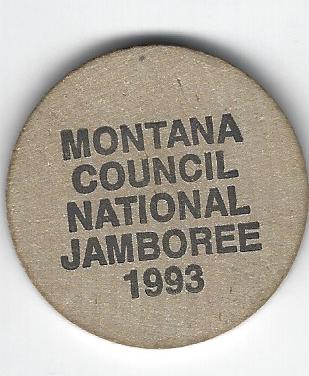 MONTANA
COUNCIL
NATIONAL
JAMBOREE
1993